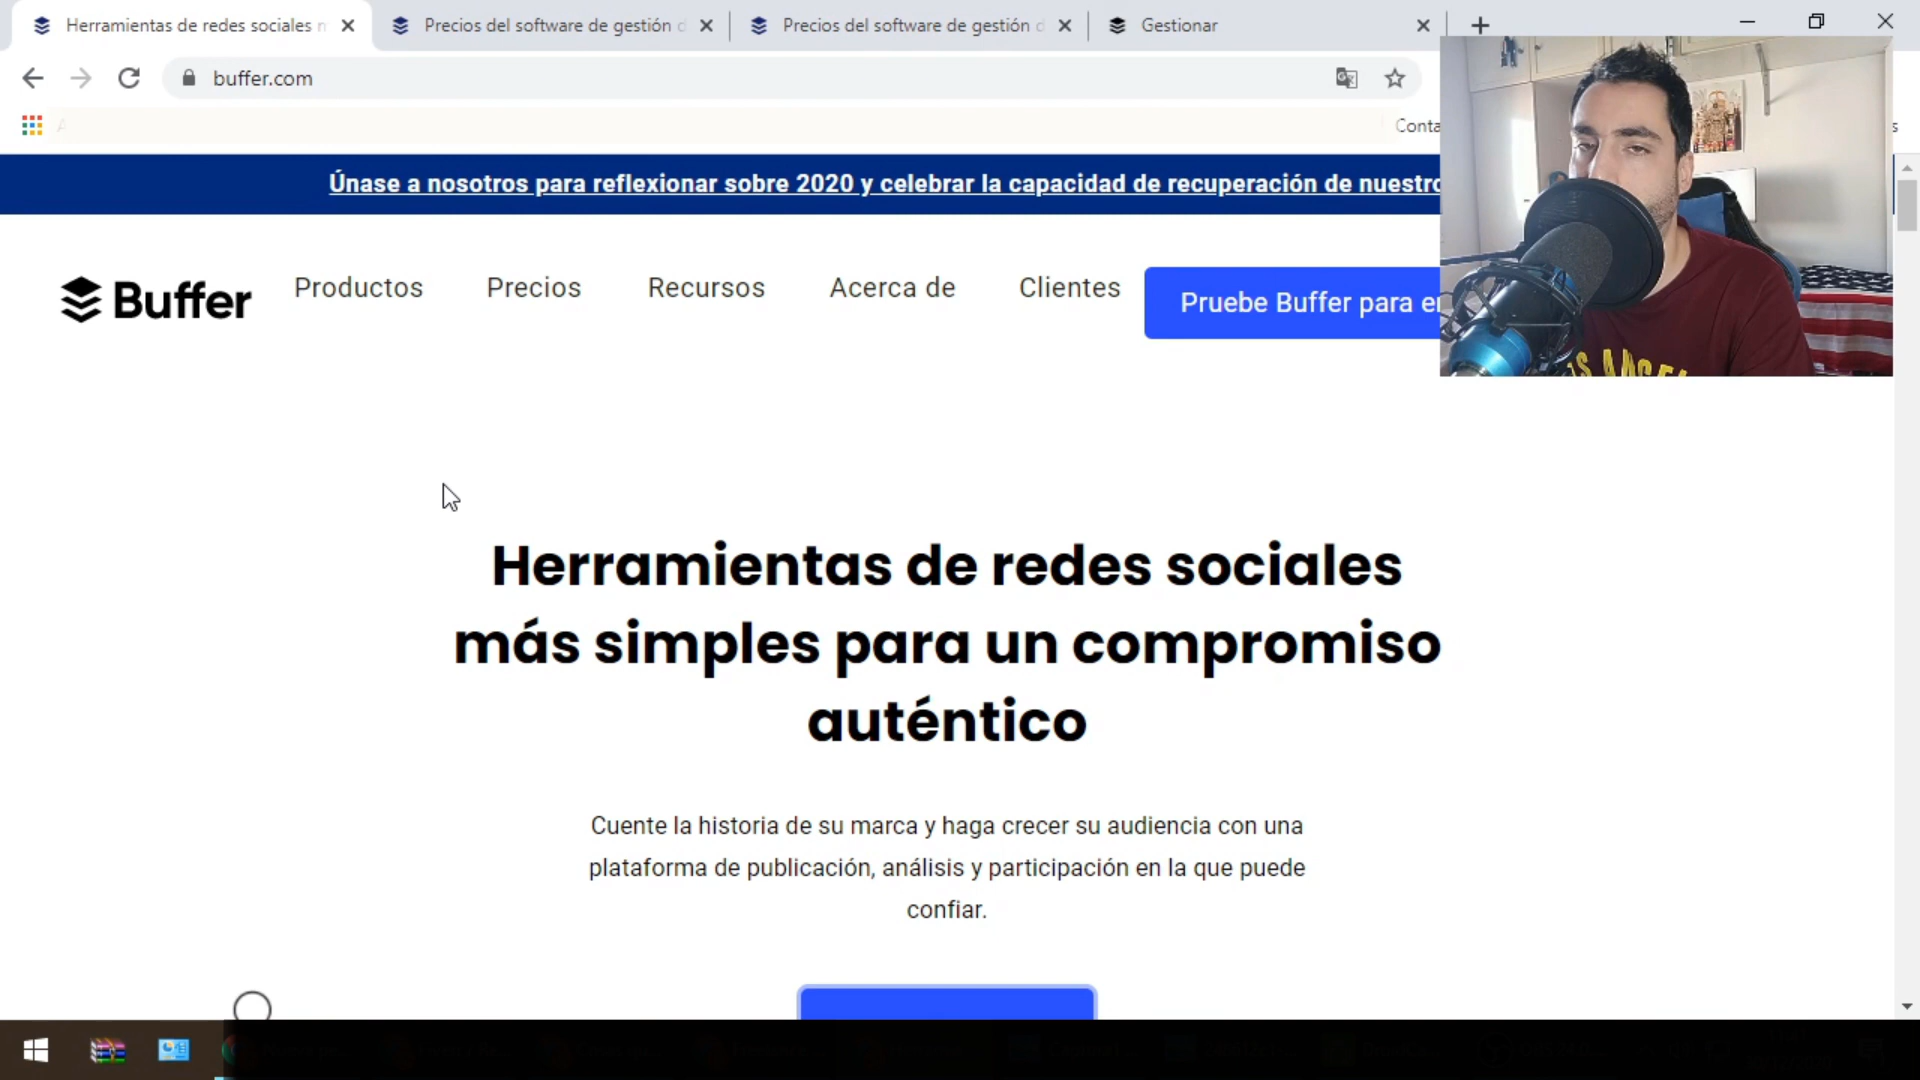 Herramientas de redes sociales
Precios del software de gestión
Precios del software de gestión
Gestionar
buffer.com
Únase a nosotros para reflexionar sobre 2020 y celebrar la capacidad de recuperación de
Buffer
Productos
Precios
Recursos
Acerca de
Clientes
Pruebe Buffer para
Herramientas de redes sociales
más simples para un compromiso
auténtico
Cuente la historia de su marca y haga crecer su audiencia con una
plataforma de publicación, análisis y participación en la que puede
confiar.